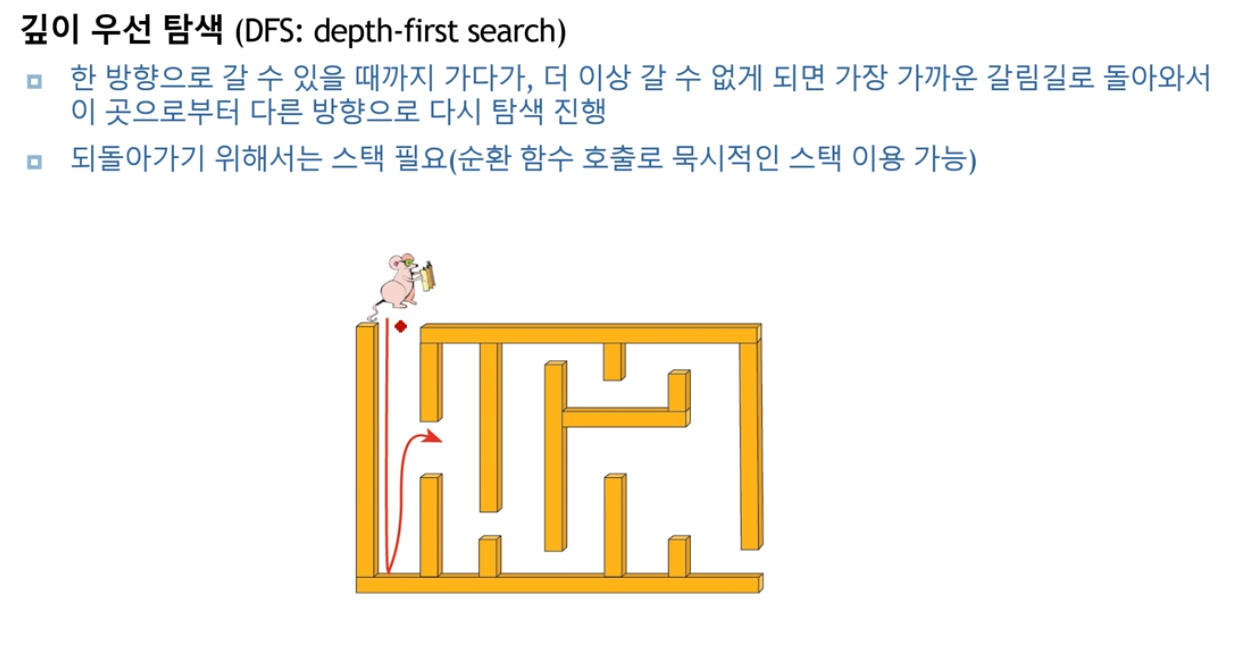 깊이 우선 탐색 (DFS: depth-first search)
한 방향으로 갈 수 있을 때까지 가다가, 더 이상 갈 수 없게 되면 가장 가까운 갈림길로 돌아와서
이 곳으로부터 다른 방향으로 다시 탐색 진행
되돌아가기 위해서는 스택 필요(순환 함수 호출로 묵시적인 스택 이용 가능)